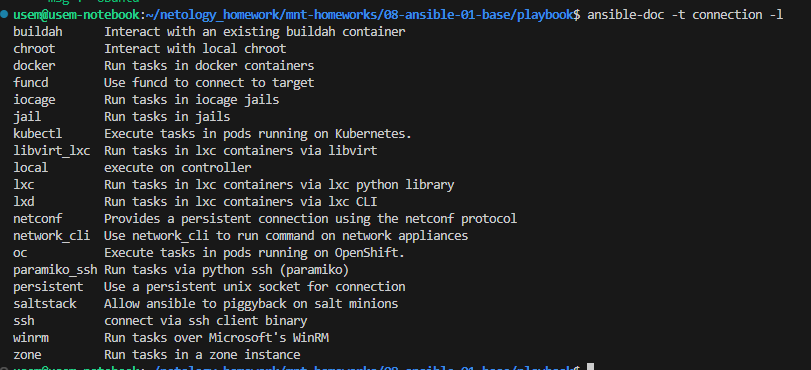 usem@usem-notebook:~/netology_homework/mnt-homeworks/08-ansible-01-base/playbook$ ansible-doc -t connection -l
buildah      Interact with an existing buildah container
chroot       Interact with local chroot
docker       Run tasks in docker containers
funcd        Use funcd to connect to target
iocage       Run tasks in iocage jails
jail         Run tasks in jails
kubectl      Execute tasks in pods running on Kubernetes.
libvirt_lxc  Run tasks in lxc containers via libvirt
local        execute on controller
lxc          Run tasks in lxc containers via lxc python library
lxd          Run tasks in lxc containers via lxc CLI
netconf      Provides a persistent connection using the netconf protocol
network_cli  Use network_cli to run command on network appliances
oc           Execute tasks in pods running on OpenShift.
paramiko_ssh Run tasks via python ssh (paramiko)
persistent   Use a persistent unix socket for connection
saltstack    Allow ansible to piggyback on salt minions
ssh          connect via ssh client binary
winrm        Run tasks over Microsoft's WinRM
zone         Run tasks in a zone instance
usem@usem-notebook:~/netology_homework/mnt-homeworks/08-ansible-01-base/playbook$